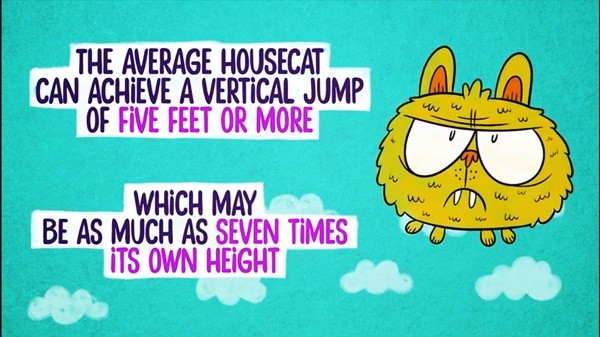 THE AVERAGE HOUSECAT
CAN ACHIEVE A VERTICAL JUMP
OF FIVE FEET OR MORE
WHICH MAY
BE AS MUCH AS SEVEN TIMES
ITS OWN HEIGHT